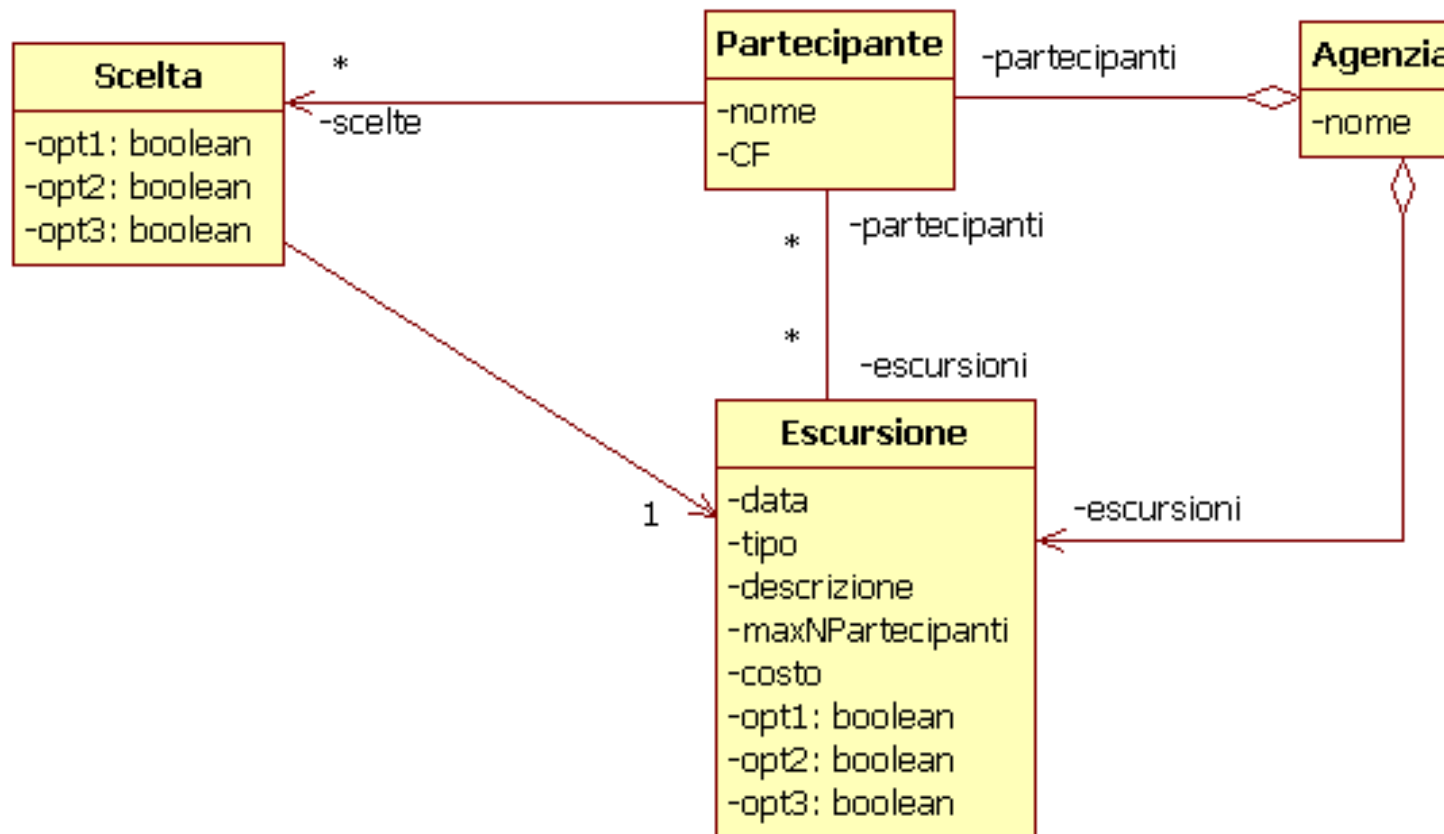 Scelta
-opt1: boolean
-opt2: boolean
-opt3: boolean
*
-scelte
Partecipante
-nome
-CF
-partecipanti
Agenzia
-nome
-partecipanti
*
*
-escursioni
1
-escursioni
Escursione
-data
-tipo
-descrizione
-maxNPartecipanti
-costo
-opt1: boolean
-opt2: boolean
-opt3: boolean